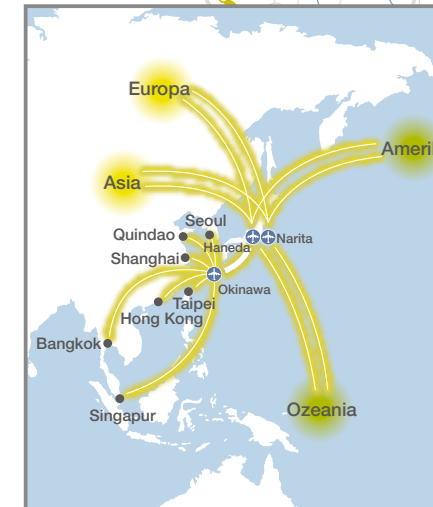 Europa
Ameri
Asia
Seoul
Quindao
Haneda
Narita
Shanghai
Okinawa
Taipei
Hong Kong
Bangkok
Ozeania
Singapur